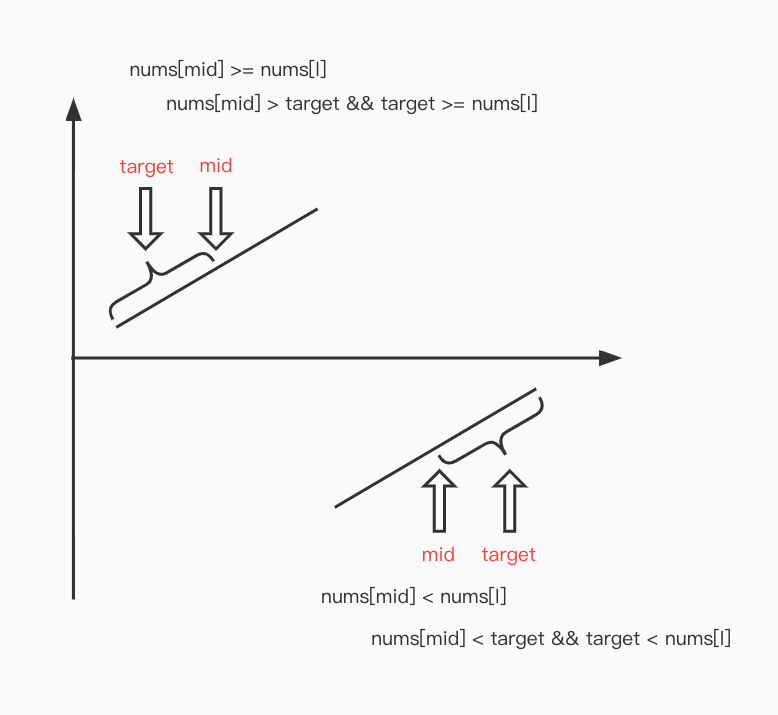 nums[mid] >= nums[l]
nums[mid] > target && target >= nums[l]
target mid
mid target
nums[mid] < nums[l]
nums[mid] < target && target < nums[l]